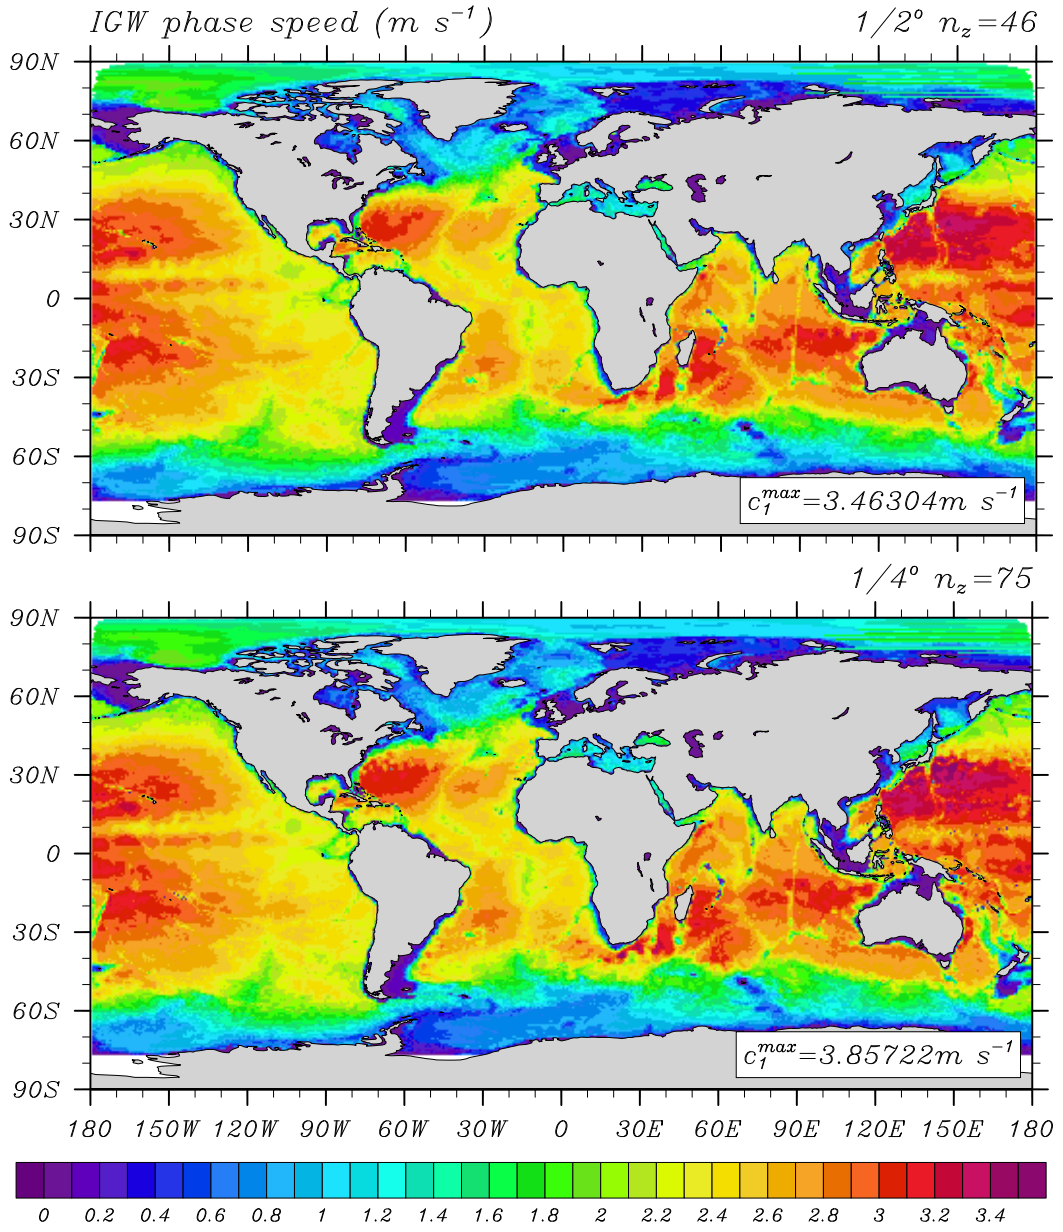 IGW phase speed (m s⁻¹) 1/2° n_z=46
90N
60N
30N
0
30S
60S
90S
c₁ᵐᵃˣ=3.46304m s⁻¹
1/4° n_z=75
90N
60N
30N
0
30S
60S
90S
c₁ᵐᵃˣ=3.85722m s⁻¹
180 150W 120W 90W 60W 30W 0 30E 60E 90E 120E 150E 180
0 0.2 0.4 0.6 0.8 1 1.2 1.4 1.6 1.8 2 2.2 2.4 2.6 2.8 3 3.2 3.4